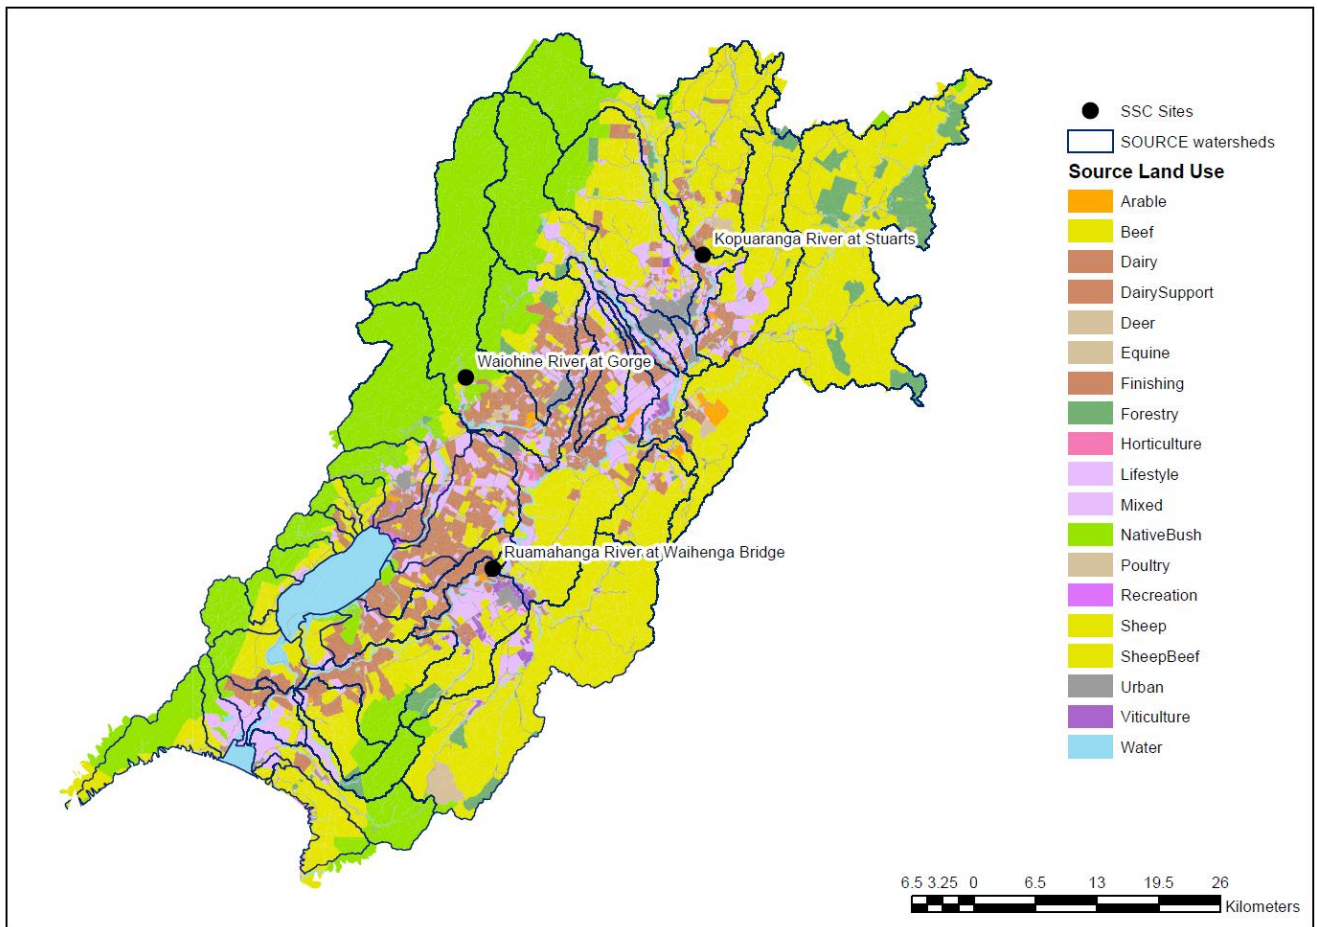 SSC Sites
SOURCE watersheds
Source Land Use
Arable
Beef
Dairy
DairySupport
Deer
Equine
Finishing
Forestry
Horticulture
Lifestyle
Mixed
NativeBush
Poultry
Recreation
Sheep
SheepBeef
Urban
Viticulture
Water
Kopuaranga River at Stuarts
Waiohine River at Gorge
Ruamahanga River at Waihenga Bridge
6.5 3.25 0 6.5 13 19.5 26
Kilometers